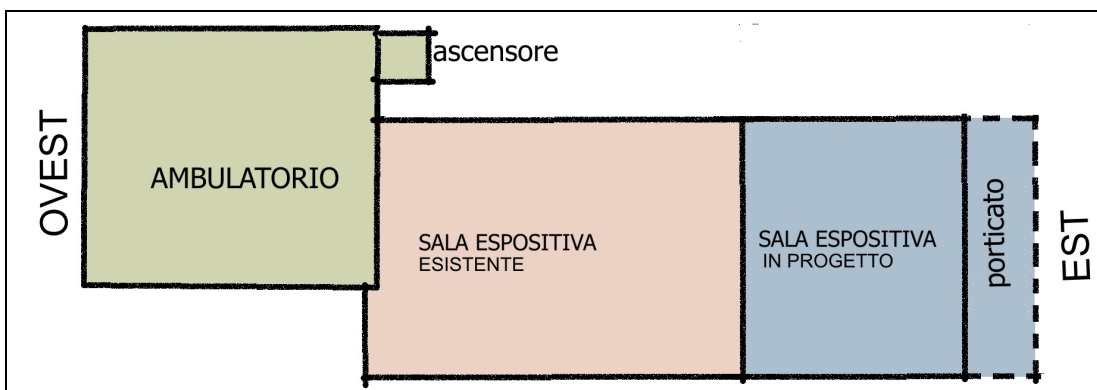 ascensore
OVEST
AMBULATORIO
SALA ESPOSITIVA
ESISTENTE
SALA ESPOSITIVA
IN PROGETTO
porticato
EST